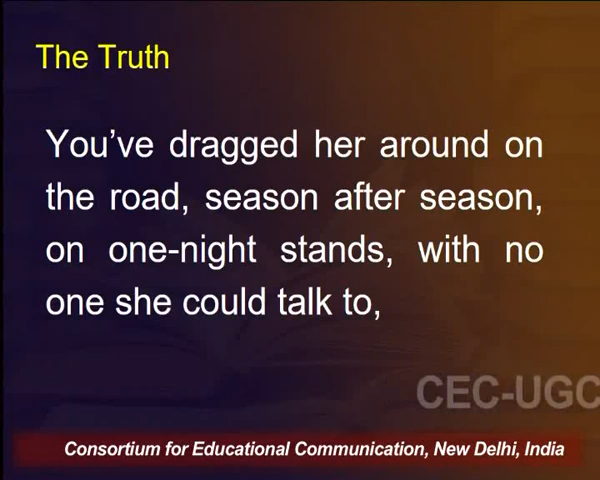 The Truth
You’ve dragged her around on
the road, season after season,
on one-night stands, with no
one she could talk to,
CEC-UGC
Consortium for Educational Communication, New Delhi, India